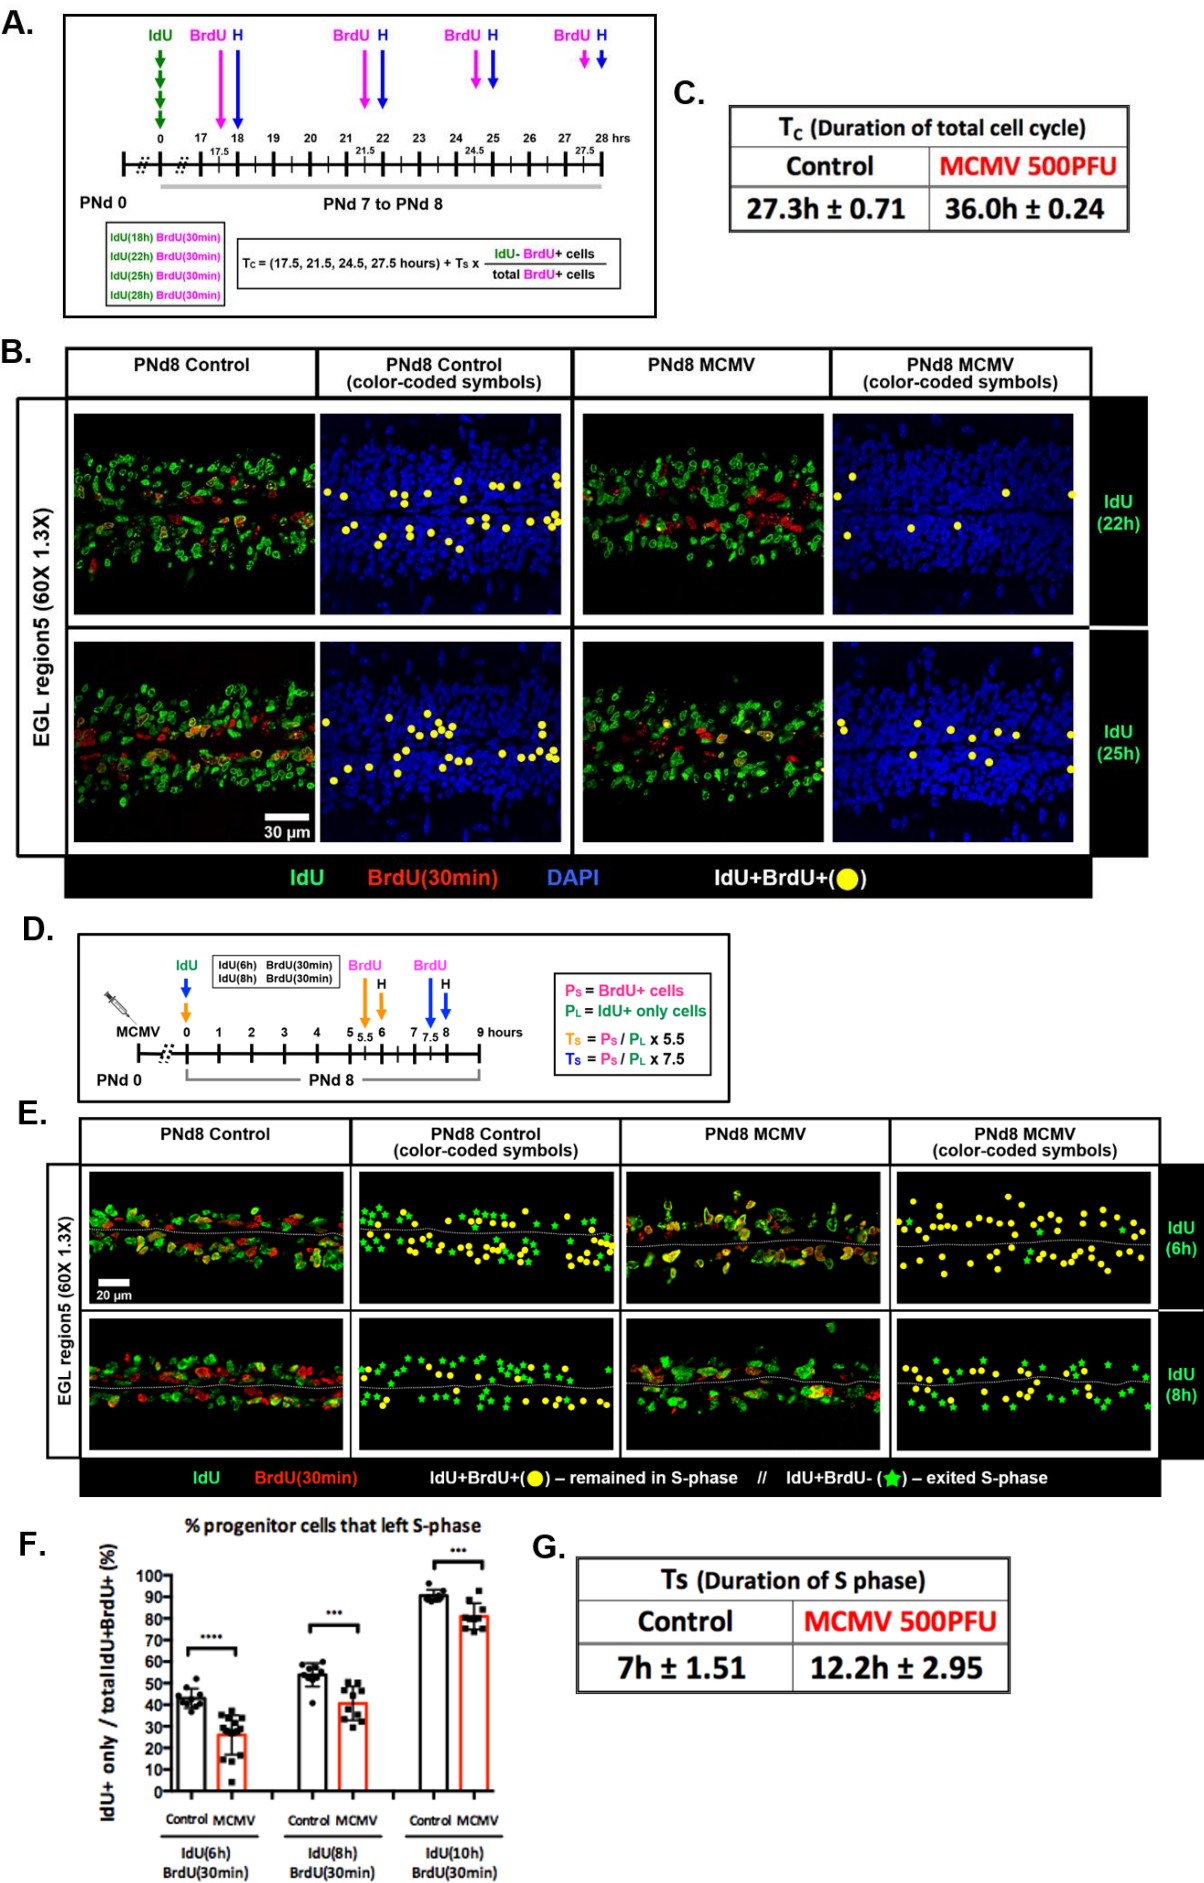 A.
IdU BrdU H BrdU H BrdU H BrdU H
0 17 18 19 20 21 22 23 24 25 26 27 28 hrs
17.5 21.5 24.5 27.5
PNd 0 PNd 7 to PNd 8
IdU(18h) BrdU(30min)
IdU(22h) BrdU(30min)
IdU(25h) BrdU(30min)
IdU(28h) BrdU(30min)
TC = (17.5, 21.5, 24.5, 27.5 hours) + TS x IdU- BrdU+ cells
total BrdU+ cells
C.
TC (Duration of total cell cycle)
Control MCMV 500PFU
27.3h ± 0.71 36.0h ± 0.24
B.
PNd8 Control PNd8 Control PNd8 MCMV PNd8 MCMV
(color-coded symbols) (color-coded symbols)
EGL region5 (60X 1.3X)
IdU
(22h)
IdU
(25h)
30 µm
IdU BrdU(30min) DAPI IdU+BrdU+( )
D.
IdU IdU(6h) BrdU(30min) BrdU BrdU
IdU(8h) BrdU(30min) H H
MCMV 0 1 2 3 4 5 5.5 6 7 7.5 8 9 hours
PNd 0 PNd 8
PS = BrdU+ cells
PL = IdU+ only cells
TS = PS / PL x 5.5
TS = PS / PL x 7.5
E.
PNd8 Control PNd8 Control PNd8 MCMV PNd8 MCMV
(color-coded symbols) (color-coded symbols)
EGL region5 (60X 1.3X)
IdU
(6h)
20 µm
IdU
(8h)
IdU BrdU(30min) IdU+BrdU+( ) – remained in S-phase // IdU+BrdU- ( ) – exited S-phase
F.
% progenitor cells that left S-phase
IdU+ only / total IdU+BrdU+ (%)
100
90
80
70
60
50
40
30
20
10
0
**** *** ***
Control MCMV Control MCMV Control MCMV
IdU(6h) IdU(8h) IdU(10h)
BrdU(30min) BrdU(30min) BrdU(30min)
G.
Ts (Duration of S phase)
Control MCMV 500PFU
7h ± 1.51 12.2h ± 2.95